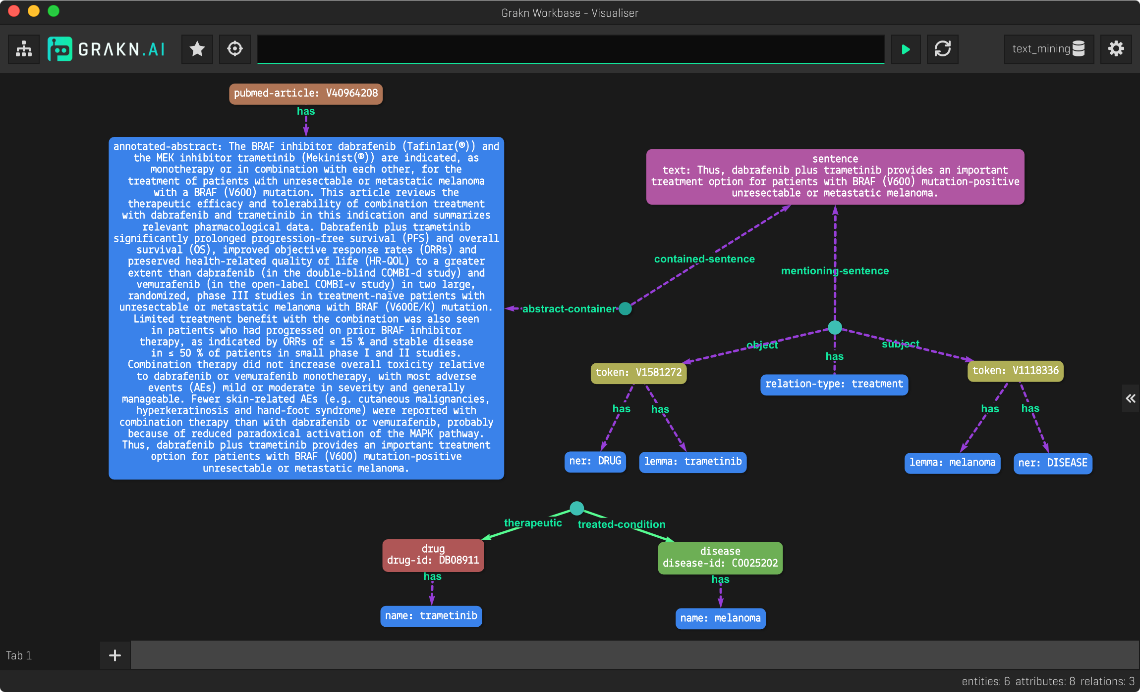 Grakn Workbase - Visualiser
GRAKN.AI
text_mining
pubmed-article: V40964208
has
annotated-abstract: The BRAF inhibitor dabrafenib (Tafinlar(®)) and
the MEK inhibitor trametinib (Mekinist(®)) are indicated, as
monotherapy or in combination with each other, for the
treatment of patients with unresectable or metastatic melanoma
with a BRAF (V600) mutation. This article reviews the
therapeutic efficacy and tolerability of combination treatment
with dabrafenib and trametinib in this indication and summarizes
relevant pharmacological data. Dabrafenib plus trametinib
significantly prolonged progression-free survival (PFS) and overall
survival (OS), improved objective response rates (ORRs) and
preserved health-related quality of life (HR-QOL) to a greater
extent than dabrafenib (in the double-blind COMBI-d study) and
vemurafenib (in the open-label COMBI-v study) in two large,
randomized, phase III studies in treatment-naive patients with
unresectable or metastatic melanoma with BRAF (V600E/K) mutation.
Limited treatment benefit with the combination was also seen
in patients who had progressed on prior BRAF inhibitor
therapy, as indicated by ORRs of ≤ 15 % and stable disease
in ≤ 50 % of patients in small phase I and II studies.
Combination therapy did not increase overall toxicity relative
to dabrafenib or vemurafenib monotherapy, with most adverse
events (AEs) mild or moderate in severity and generally
manageable. Fewer skin-related AEs (e.g. cutaneous malignancies,
hyperkeratinosis and hand-foot syndrome) were reported with
combination therapy than with dabrafenib or vemurafenib, probably
because of reduced paradoxical activation of the MAPK pathway.
Thus, dabrafenib plus trametinib provides an important treatment
option for patients with BRAF (V600) mutation-positive
unresectable or metastatic melanoma.
sentence
text: Thus, dabrafenib plus trametinib provides an important
treatment option for patients with BRAF (V600) mutation-positive
unresectable or metastatic melanoma.
contained-sentence
mentioning-sentence
abstract-container
object
has
subject
token: V1581272
relation-type: treatment
token: V1118336
has
has
has
has
ner: DRUG
lemma: trametinib
lemma: melanoma
ner: DISEASE
therapeutic
treated-condition
drug
drug-id: DB08911
disease
disease-id: C0025202
has
has
name: trametinib
name: melanoma
Tab 1
+
entities: 6 attributes: 8 relations: 3